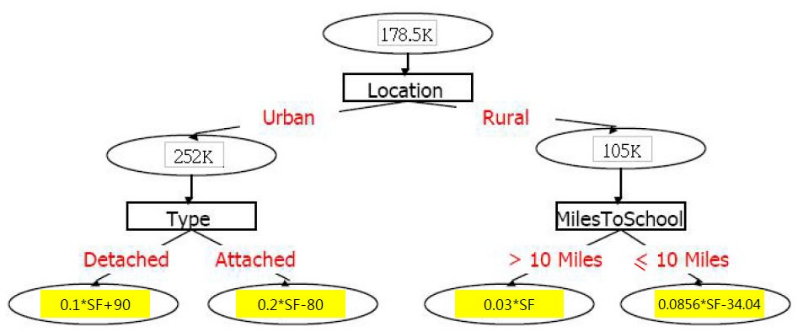 178.5K
Location
Urban
Rural
252K
105K
Type
MilesToSchool
Detached
Attached
> 10 Miles
≤ 10 Miles
0.1*SF+90
0.2*SF-80
0.03*SF
0.0856*SF-34.04